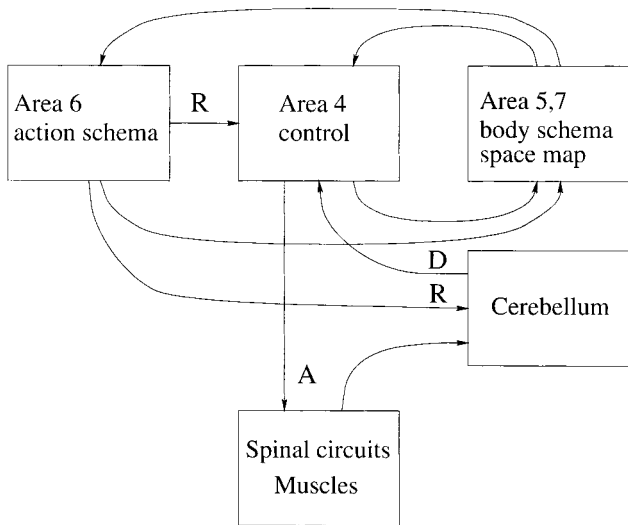 Area 6
action schema
R
Area 4
control
Area 5,7
body schema
space map
D
R
Cerebellum
A
Spinal circuits
Muscles